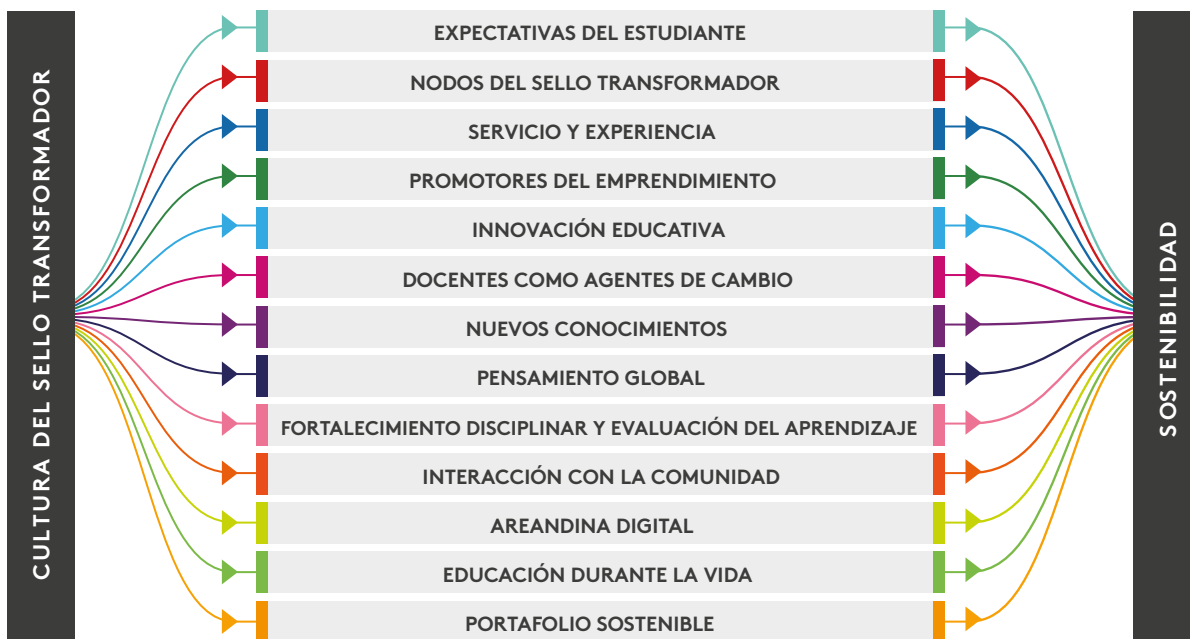 CULTURA DEL SELLO TRANSFORMADOR
EXPECTATIVAS DEL ESTUDIANTE
NODOS DEL SELLO TRANSFORMADOR
SERVICIO Y EXPERIENCIA
PROMOTORES DEL EMPRENDIMIENTO
INNOVACIÓN EDUCATIVA
DOCENTES COMO AGENTES DE CAMBIO
NUEVOS CONOCIMIENTOS
PENSAMIENTO GLOBAL
FORTALECIMIENTO DISCIPLINAR Y EVALUACIÓN DEL APRENDIZAJE
INTERACCIÓN CON LA COMUNIDAD
AREANDINA DIGITAL
EDUCACIÓN DURANTE LA VIDA
PORTAFOLIO SOSTENIBLE
SOSTENIBILIDAD